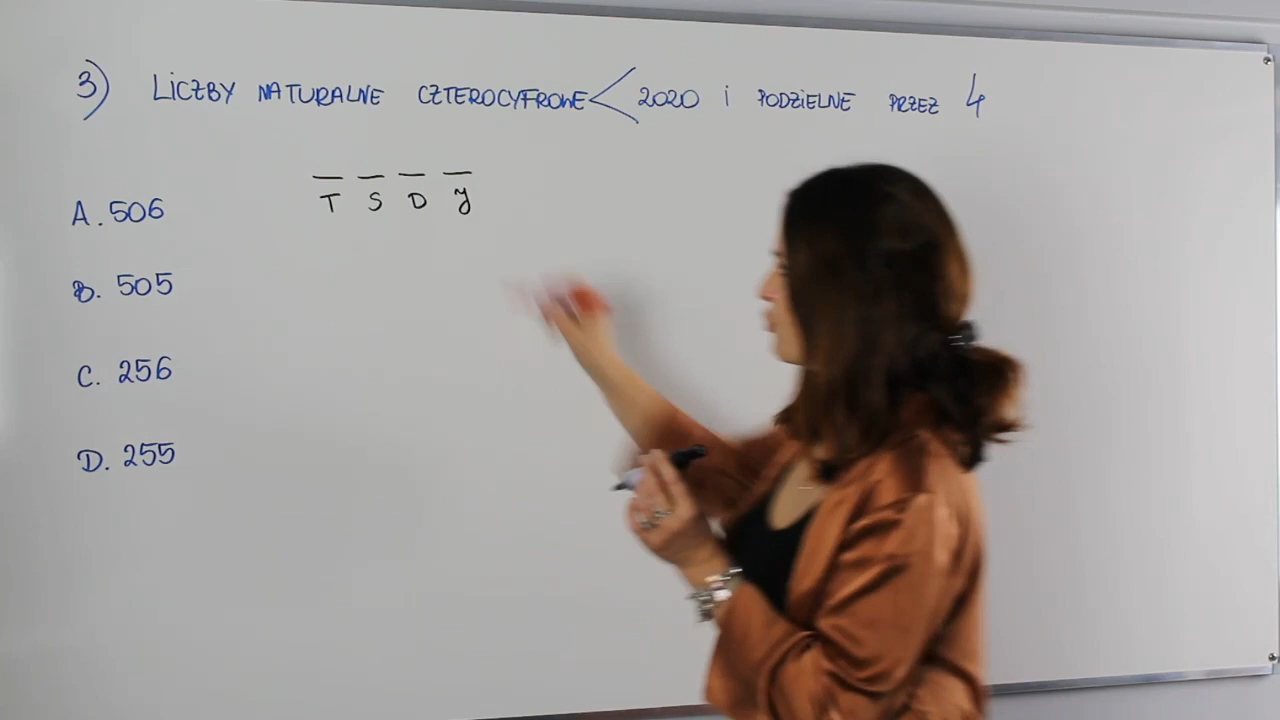 3) LICZBY NATURALNE CZTEROCYFROWE < 2020 i PODZIELNE PRZEZ 4
_ _ _ _
T S D J
A. 506
B. 505
C. 256
D. 255